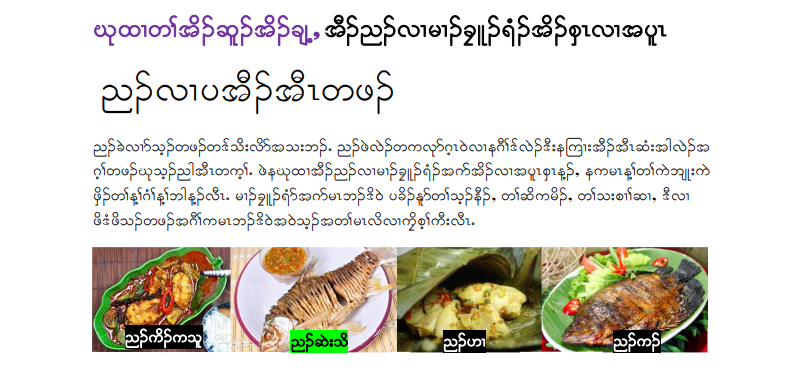 ဃုထၢတၢ်အိၣ်ဆူၣ်အိၣ်ချ့, အီၣ်ညၣ်လၢမၢၣ်ခၠူၣ်ရံၣ်အိၣ်စှၤလၢအပူၤ
ညၣ်လၢပအီၣ်အီၤတဖၣ်
ညၣ်ခဲလၢာ်သ့ၣ်တဖၣ်တဒ်သိးလိာ်အသးဘၣ်. ညၣ်ဖဲလဲၣ်တကလုာ်ဂ့ၤဝဲလၢနဂီၢ်ဒ်လဲၣ်ဒီးနကြၢးအီၣ်အီၤဆံးအါလဲၣ်အ
ဂ့ၢ်တဖၣ်ယုသ့ၣ်ညါအီၤတက့ၢ်. ဖဲနဃုထၢအီၣ်ညၣ်လၢမၢၣ်ခၠူၣ်ရံၣ်အက်အိၣ်လၢအပူၤစှၤန့ၣ်, နကမၤန့ၢ်တၢ်ကဲဘျုးကဲ
ဖှိၣ်တၢ်န့ၢ်ဂံၢ်န့ၢ်ဘါန့ၣ်လီၤ. မၢၣ်ခၠူၣ်ရံာ်အက်မၤဘၣ်ဒိဝဲ ပခိၣ်နူာ်တၢ်သ့ၣ်နီၣ်, တၢ်ဆိကမိၣ်, တၢ်သးစၢၢ်ဆၢ, ဒီလၢ
ဖိဒံဖိသၣ်တဖၣ်အဂီၢ်ကမၤဘၣ်ဒိဝဲအဝဲသ့ၣ်အတၢ်မၤလိလၢကၠိစ့ၢ်ကီးလီၤ.
ညၣ်ကိၣ်ကသူ ညၣ်ဆဲးသိ ညၣ်ဟၢ ညၣ်ကၣ်